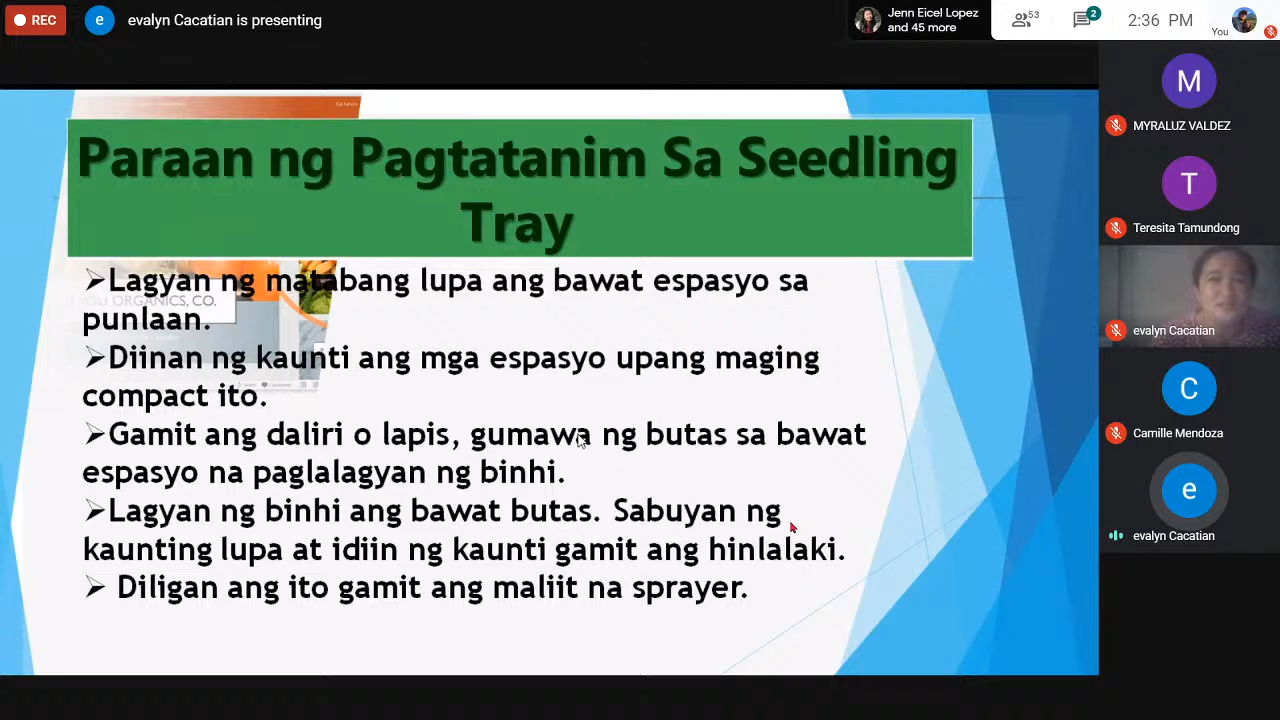 REC
e
evalyn Cacatian is presenting
Jenn Eicel Lopez
and 45 more
53
2
2:36 PM
You
Paraan ng Pagtatanim Sa Seedling
Tray
➢Lagyan ng matabang lupa ang bawat espasyo sa
punlaan.
➢Diinan ng kaunti ang mga espasyo upang maging
compact ito.
➢Gamit ang daliri o lapis, gumawa ng butas sa bawat
espasyo na paglalagyan ng binhi.
➢Lagyan ng binhi ang bawat butas. Sabuyan ng
kaunting lupa at idiin ng kaunti gamit ang hinlalaki.
➢ Diligan ang ito gamit ang maliit na sprayer.
ORGANICS, CO.
M
MYRALUZ VALDEZ
T
Teresita Tamundong
evalyn Cacatian
C
Camille Mendoza
e
evalyn Cacatian